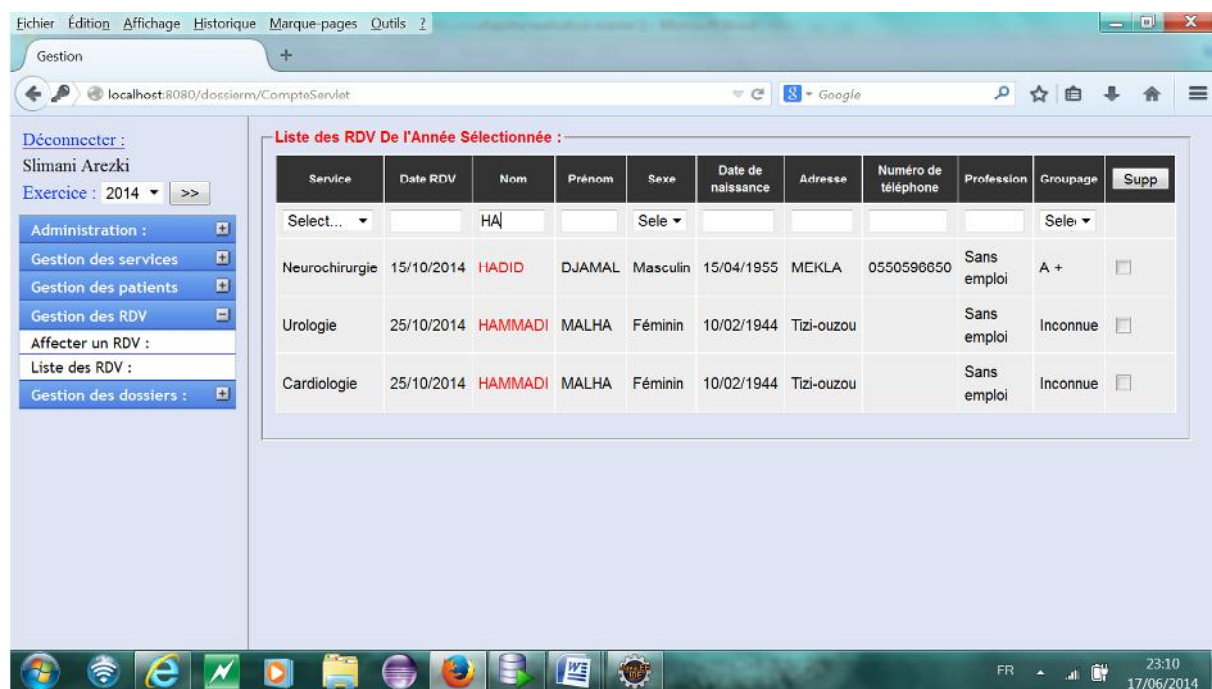 Fichier Édition Affichage Historique Marque-pages Outils ?
Gestion
localhost:8080/dossierm/CompteServlet
Google
Déconnecter :
Slimani Arezki
Exercice : 2014 >>
Administration :
Gestion des services
Gestion des patients
Gestion des RDV
Affecter un RDV :
Liste des RDV :
Gestion des dossiers :
Liste des RDV De l'Année Sélectionnée :
Service Date RDV Nom Prénom Sexe Date de naissance Adresse Numéro de téléphone Profession Groupage Supp
Select... HA Sele Sele
Neurochirurgie 15/10/2014 HADID DJAMAL Masculin 15/04/1955 MEKLA 0550596650 Sans emploi A +
Urologie 25/10/2014 HAMMADI MALHA Féminin 10/02/1944 Tizi-ouzou Sans emploi Inconnue
Cardiologie 25/10/2014 HAMMADI MALHA Féminin 10/02/1944 Tizi-ouzou Sans emploi Inconnue
FR
23:10
17/06/2014